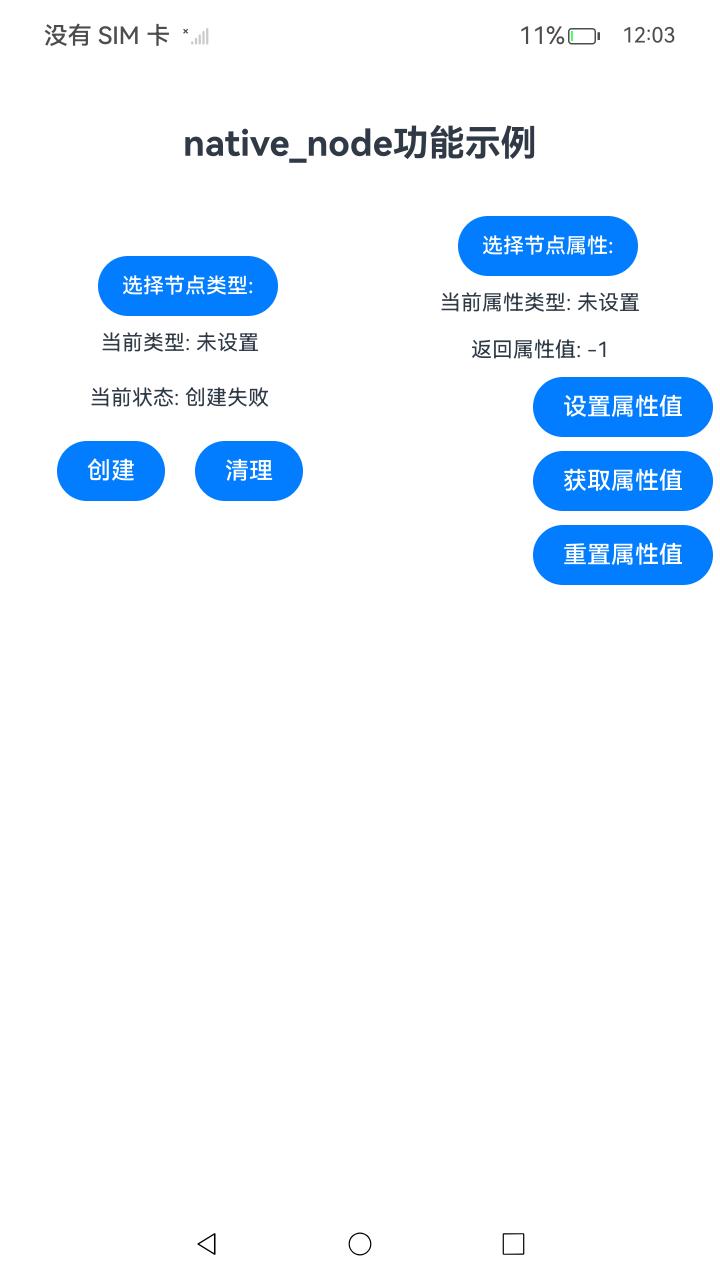 没有 SIM 卡
11%
12:03
native_node功能示例
选择节点类型:
当前类型: 未设置
当前状态: 创建失败
创建
清理
选择节点属性:
当前属性类型: 未设置
返回属性值: -1
设置属性值
获取属性值
重置属性值